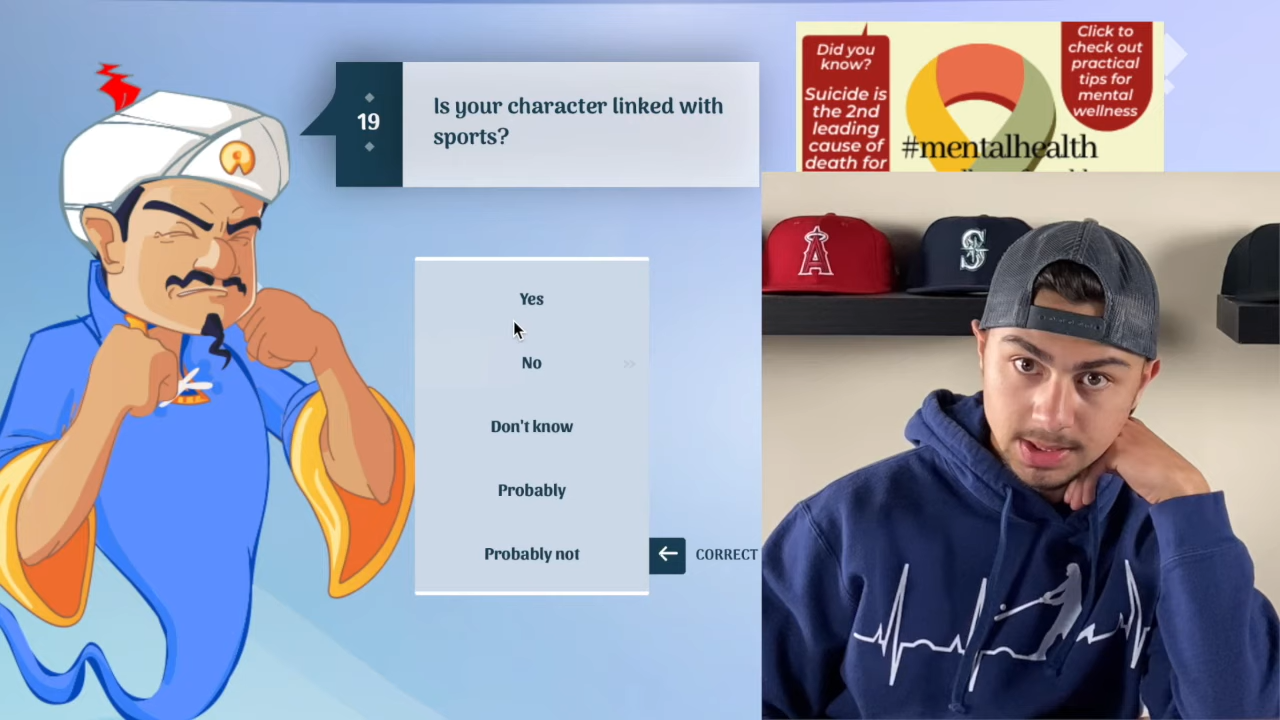 19
Is your character linked with
sports?
Yes
No
Don't know
Probably
Probably not
CORRECT
Did you
know?
Suicide is
the 2nd
leading
cause of
death for
#mentalhealth
Click to
check out
practical
tips for
mental
wellness
A
S